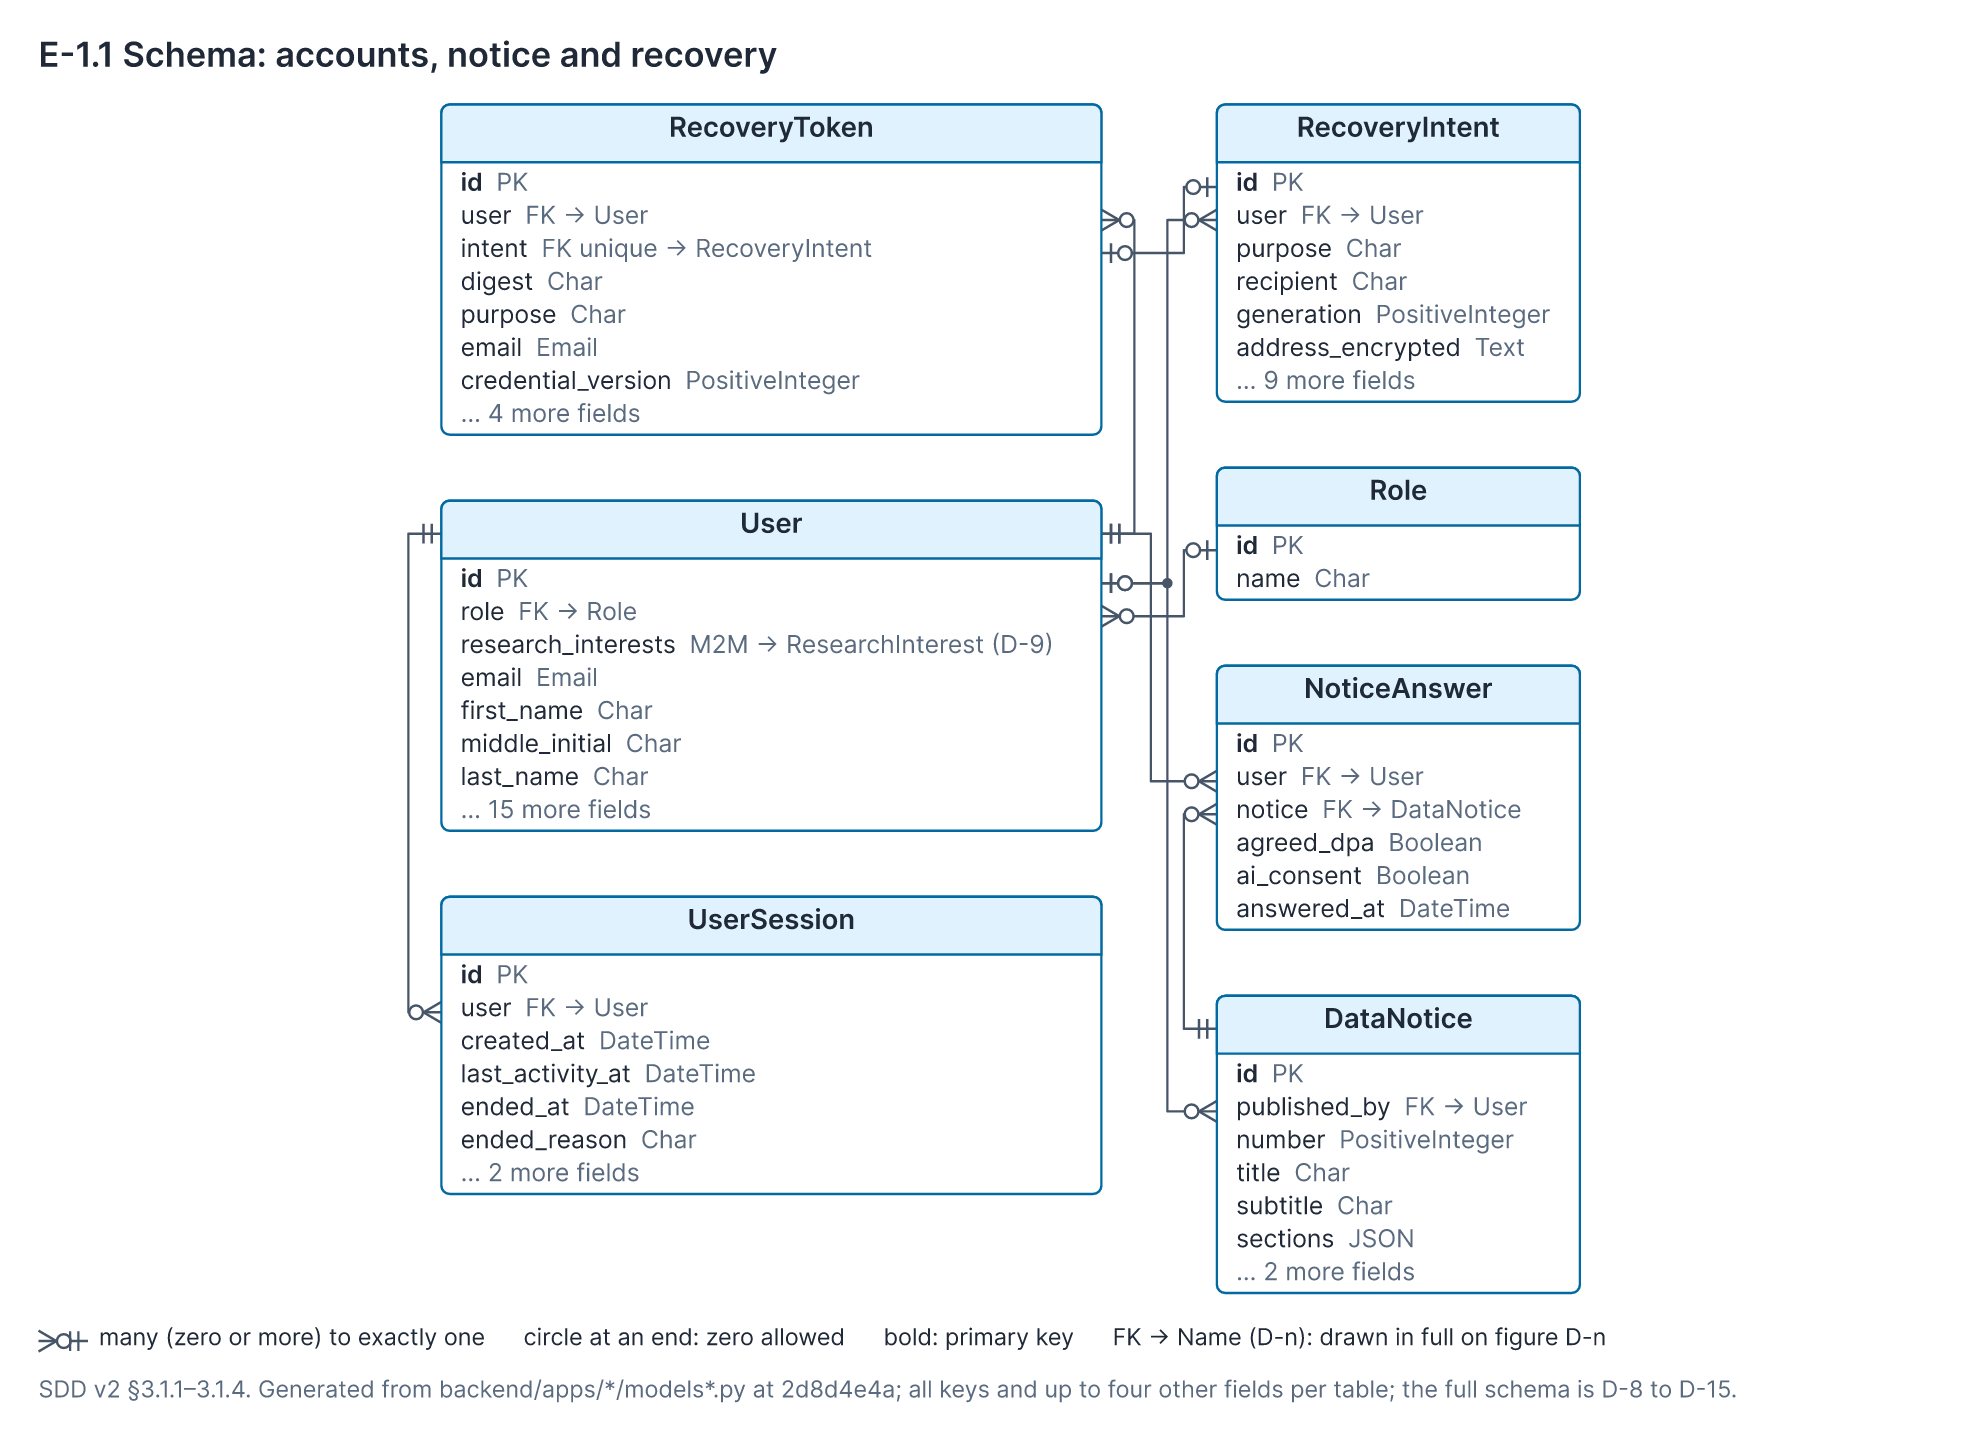 E-1.1 Schema: accounts, notice and recovery
RecoveryToken
id PK
user FK → User
intent FK unique → RecoveryIntent
digest Char
purpose Char
email Email
credential_version PositiveInteger
... 4 more fields
RecoveryIntent
id PK
user FK → User
purpose Char
recipient Char
generation PositiveInteger
address_encrypted Text
... 9 more fields
User
id PK
role FK → Role
research_interests M2M → ResearchInterest (D-9)
email Email
first_name Char
middle_initial Char
last_name Char
... 15 more fields
Role
id PK
name Char
NoticeAnswer
id PK
user FK → User
notice FK → DataNotice
agreed_dpa Boolean
ai_consent Boolean
answered_at DateTime
UserSession
id PK
user FK → User
created_at DateTime
last_activity_at DateTime
ended_at DateTime
ended_reason Char
... 2 more fields
DataNotice
id PK
published_by FK → User
number PositiveInteger
title Char
subtitle Char
sections JSON
... 2 more fields
many (zero or more) to exactly one circle at an end: zero allowed bold: primary key FK → Name (D-n): drawn in full on figure D-n
SDD v2 §3.1.1–3.1.4. Generated from backend/apps/*/models*.py at 2d8d4e4a; all keys and up to four other fields per table; the full schema is D-8 to D-15.